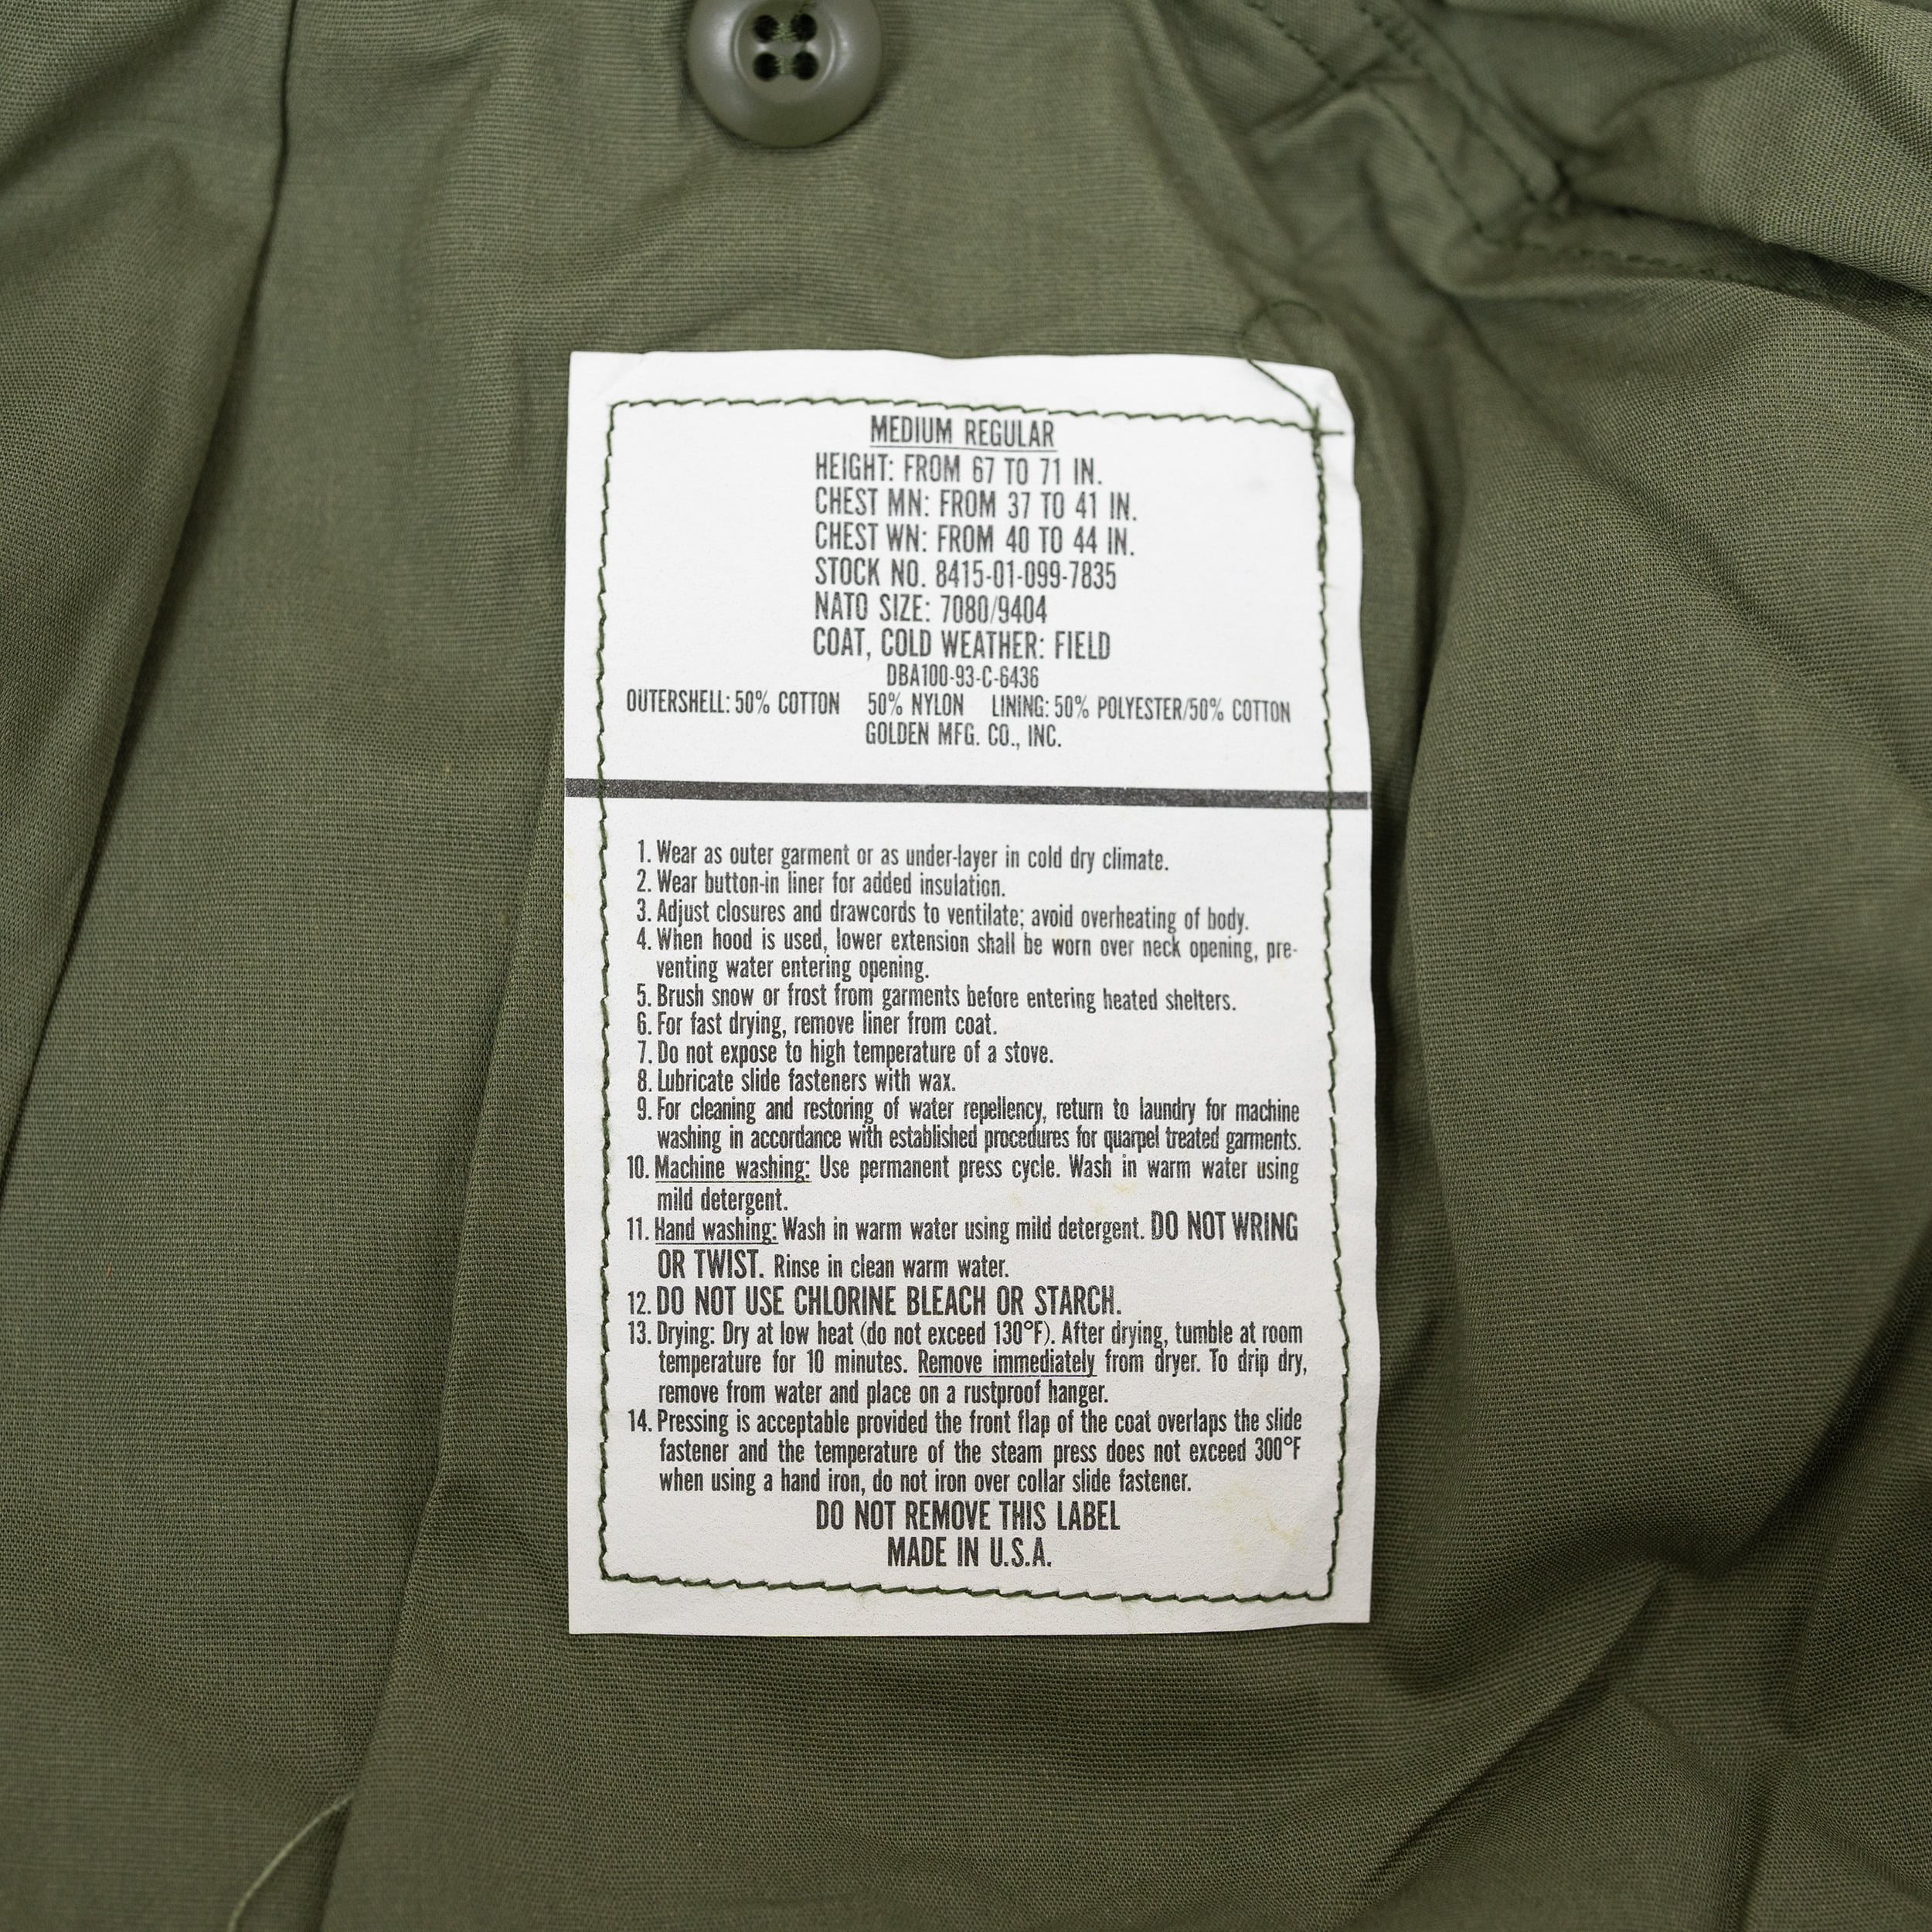 MEDIUM REGULAR
HEIGHT: FROM 67 TO 71 IN.
CHEST MN: FROM 37 TO 41 IN.
CHEST WN: FROM 40 TO 44 IN.
STOCK NO. 8415-01-099-7835
NATO SIZE: 7080/9404
COAT, COLD WEATHER: FIELD
DBA100-93-C-6436
OUTERSHELL: 50% COTTON 50% NYLON LINING: 50% POLYESTER/50% COTTON
GOLDEN MFG. CO., INC.
1. Wear as outer garment or as under-layer in cold dry climate.
2. Wear button-in liner for added insulation.
3. Adjust closures and drawcords to ventilate; avoid overheating of body.
4. When hood is used, lower extension shall be worn over neck opening, pre-
venting water entering opening.
5. Brush snow or frost from garments before entering heated shelters.
6. For fast drying, remove liner from coat.
7. Do not expose to high temperature of a stove.
8. Lubricate slide fasteners with wax.
9. For cleaning and restoring of water repellency, return to laundry for machine
washing in accordance with established procedures for quarpel treated garments.
10. Machine washing: Use permanent press cycle. Wash in warm water using
mild detergent.
11. Hand washing: Wash in warm water using mild detergent. DO NOT WRING
OR TWIST. Rinse in clean warm water.
12. DO NOT USE CHLORINE BLEACH OR STARCH.
13. Drying: Dry at low heat (do not exceed 130°F). After drying, tumble at room
temperature for 10 minutes. Remove immediately from dryer. To drip dry,
remove from water and place on a rustproof hanger.
14. Pressing is acceptable provided the front flap of the coat overlaps the slide
fastener and the temperature of the steam press does not exceed 300°F
when using a hand iron, do not iron over collar slide fastener.
DO NOT REMOVE THIS LABEL
MADE IN U.S.A.